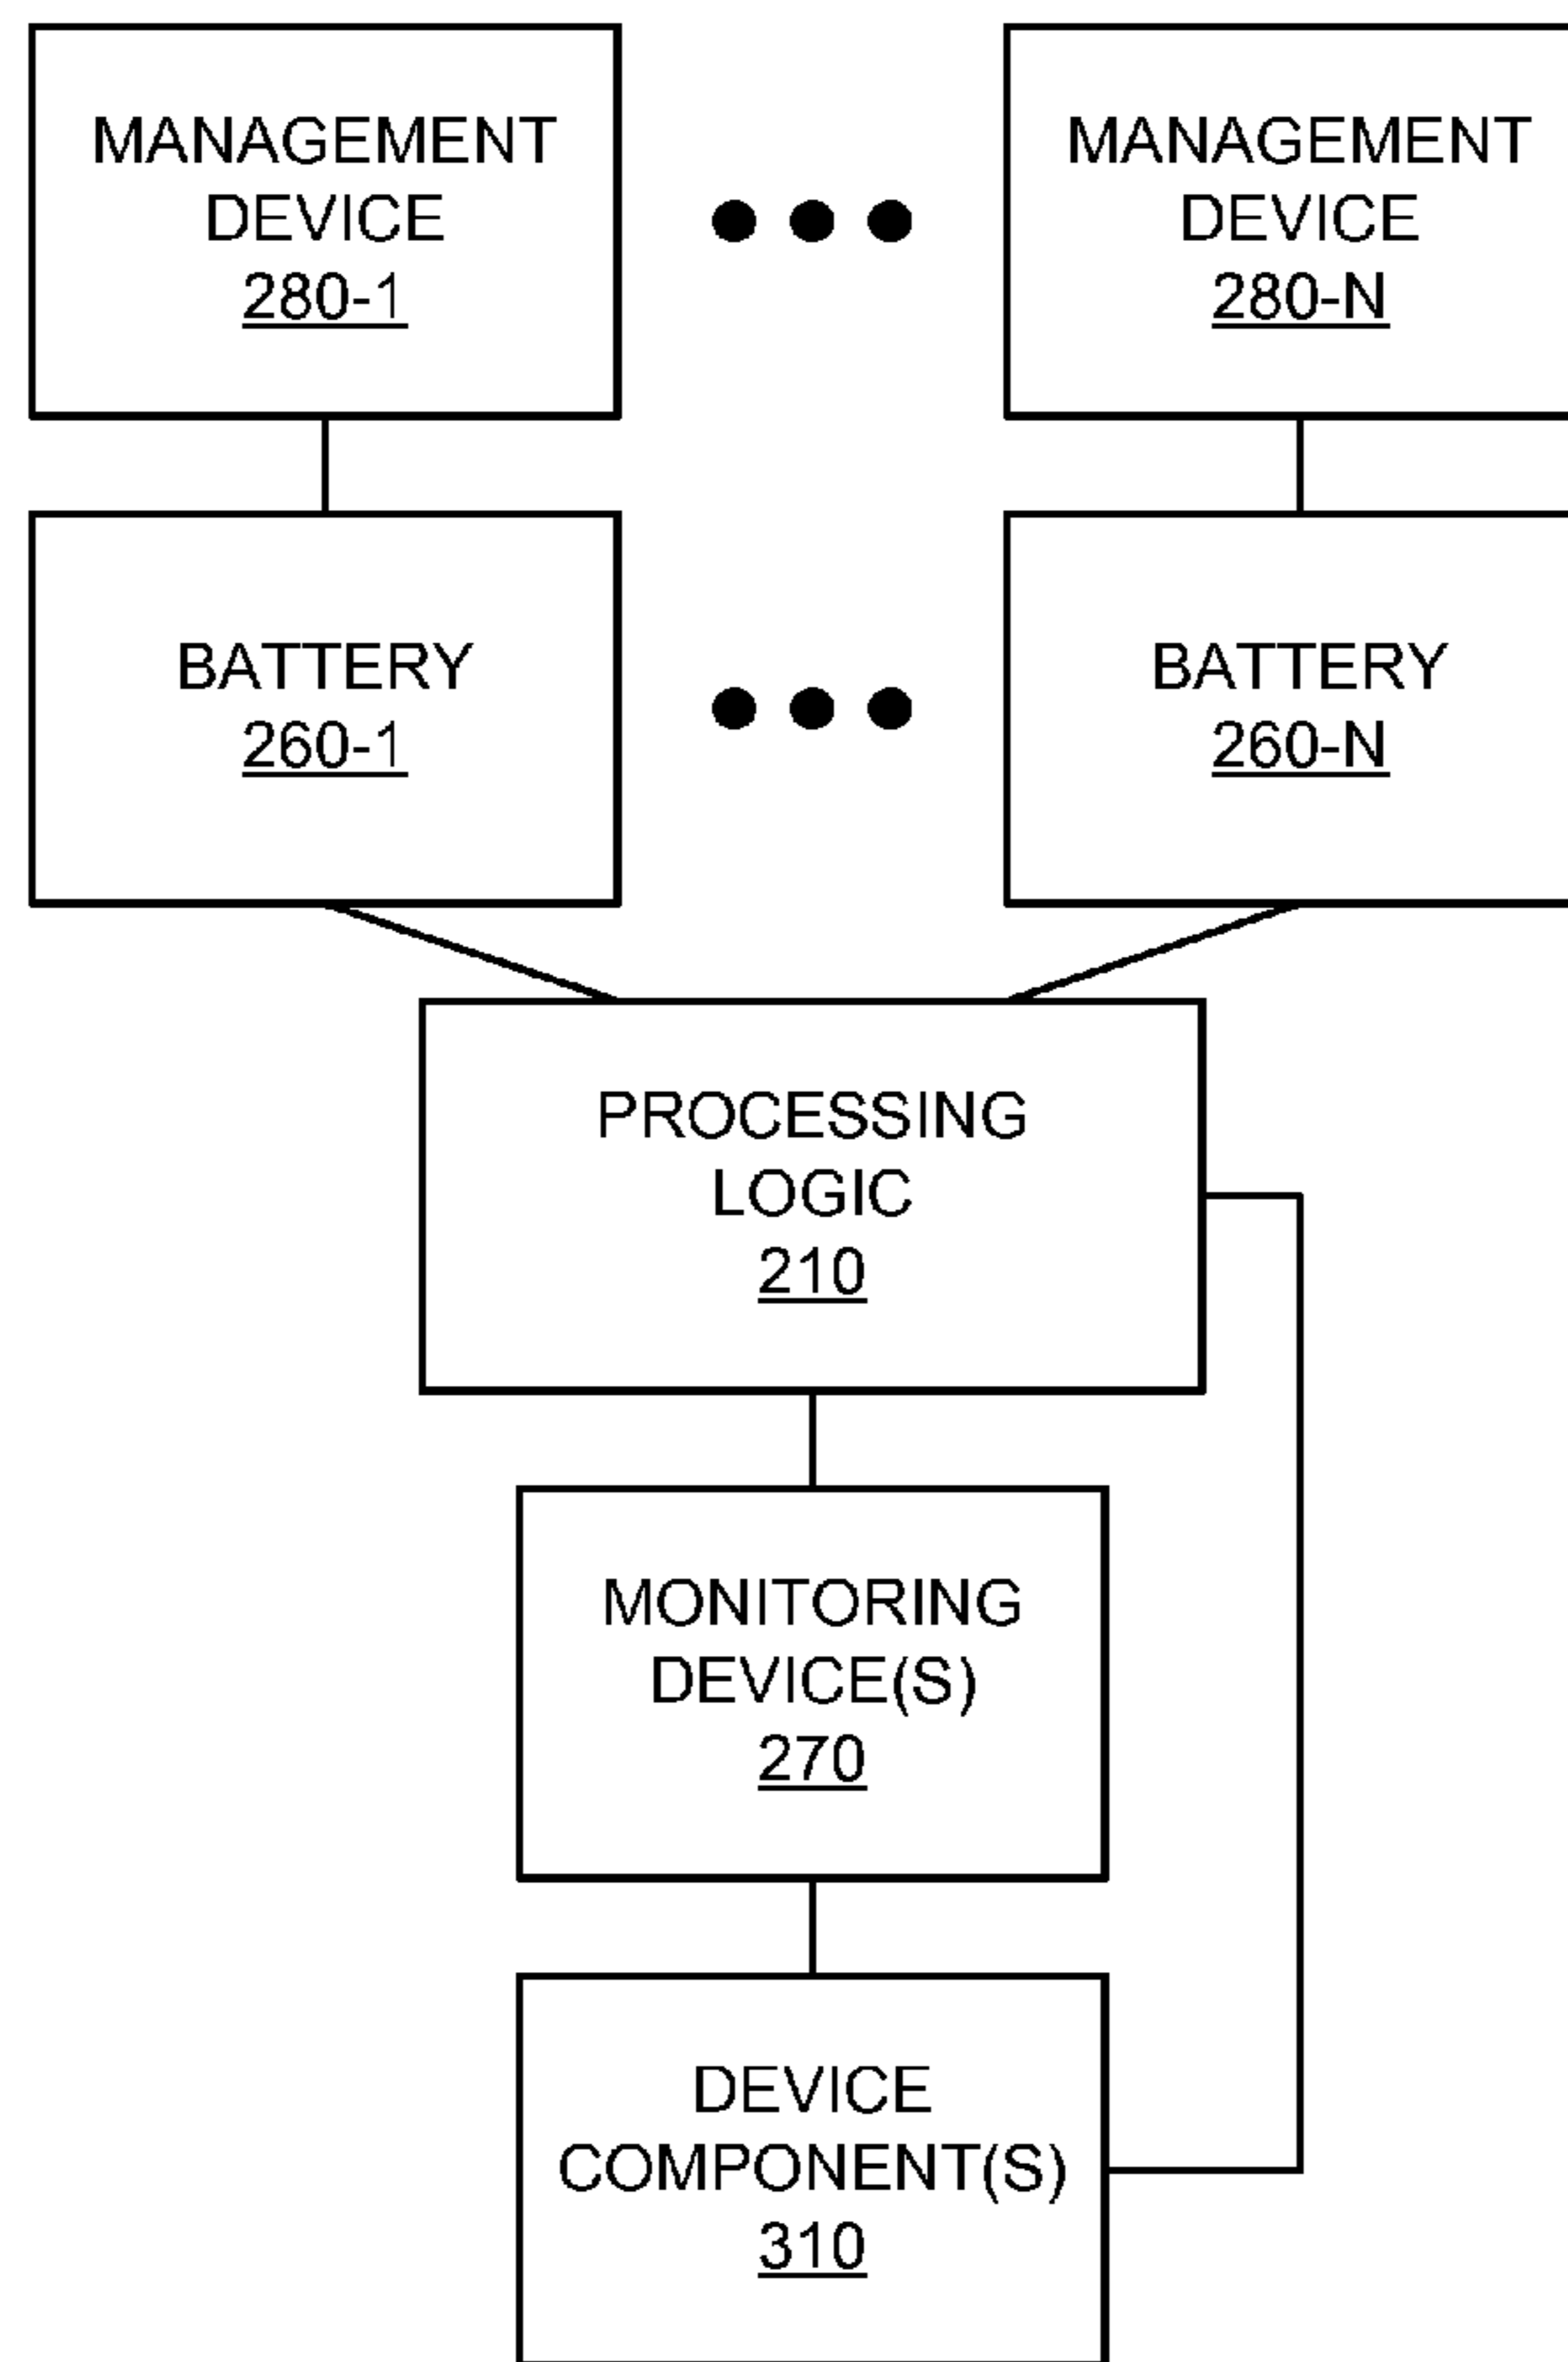 MANAGEMENT
DEVICE
280-1
MANAGEMENT
DEVICE
280-N
BATTERY
260-1
BATTERY
260-N
PROCESSING
LOGIC
210
MONITORING
DEVICE(S)
270
DEVICE
COMPONENT(S)
310